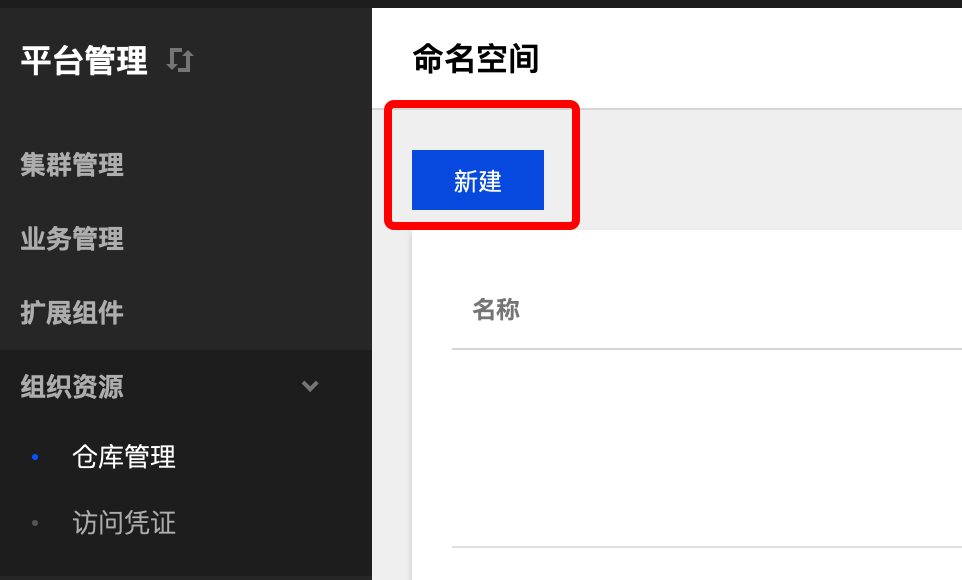 平台管理
集群管理
业务管理
扩展组件
组织资源
仓库管理
访问凭证
命名空间
新建
名称